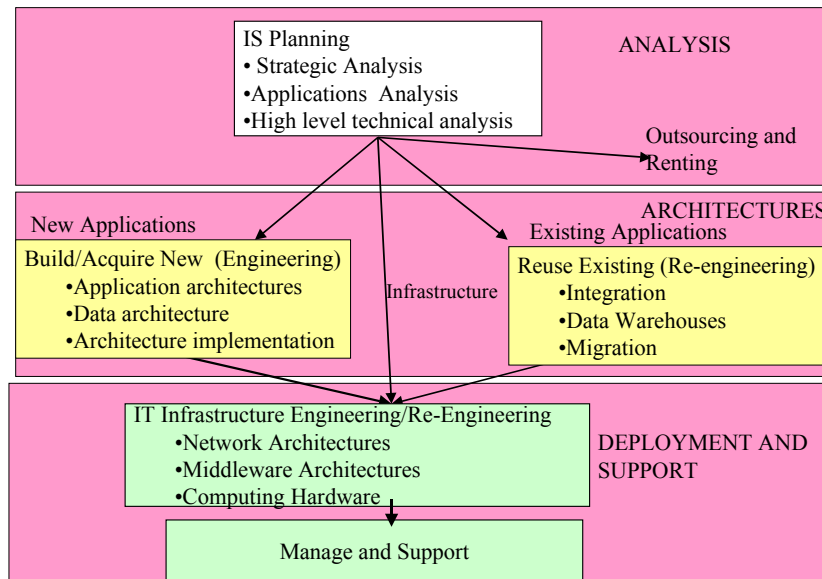 IS Planning
• Strategic Analysis
•Applications Analysis
•High level technical analysis
ANALYSIS
Outsourcing and
Renting
ARCHITECTURES
New Applications
Existing Applications
Build/Acquire New (Engineering)
•Application architectures
•Data architecture
•Architecture implementation
Infrastructure
Reuse Existing (Re-engineering)
•Integration
•Data Warehouses
•Migration
IT Infrastructure Engineering/Re-Engineering
•Network Architectures
•Middleware Architectures
•Computing Hardware
DEPLOYMENT AND
SUPPORT
Manage and Support